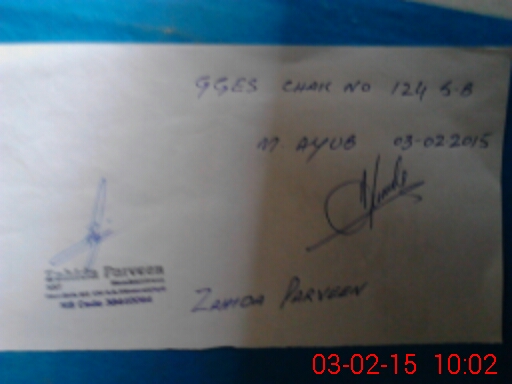 GGES CHAK NO 124 S.B
M. AYUB 03-02 2015
Zahida Parveen
ZAHIDA PARVEEN
03-02-15 10:02